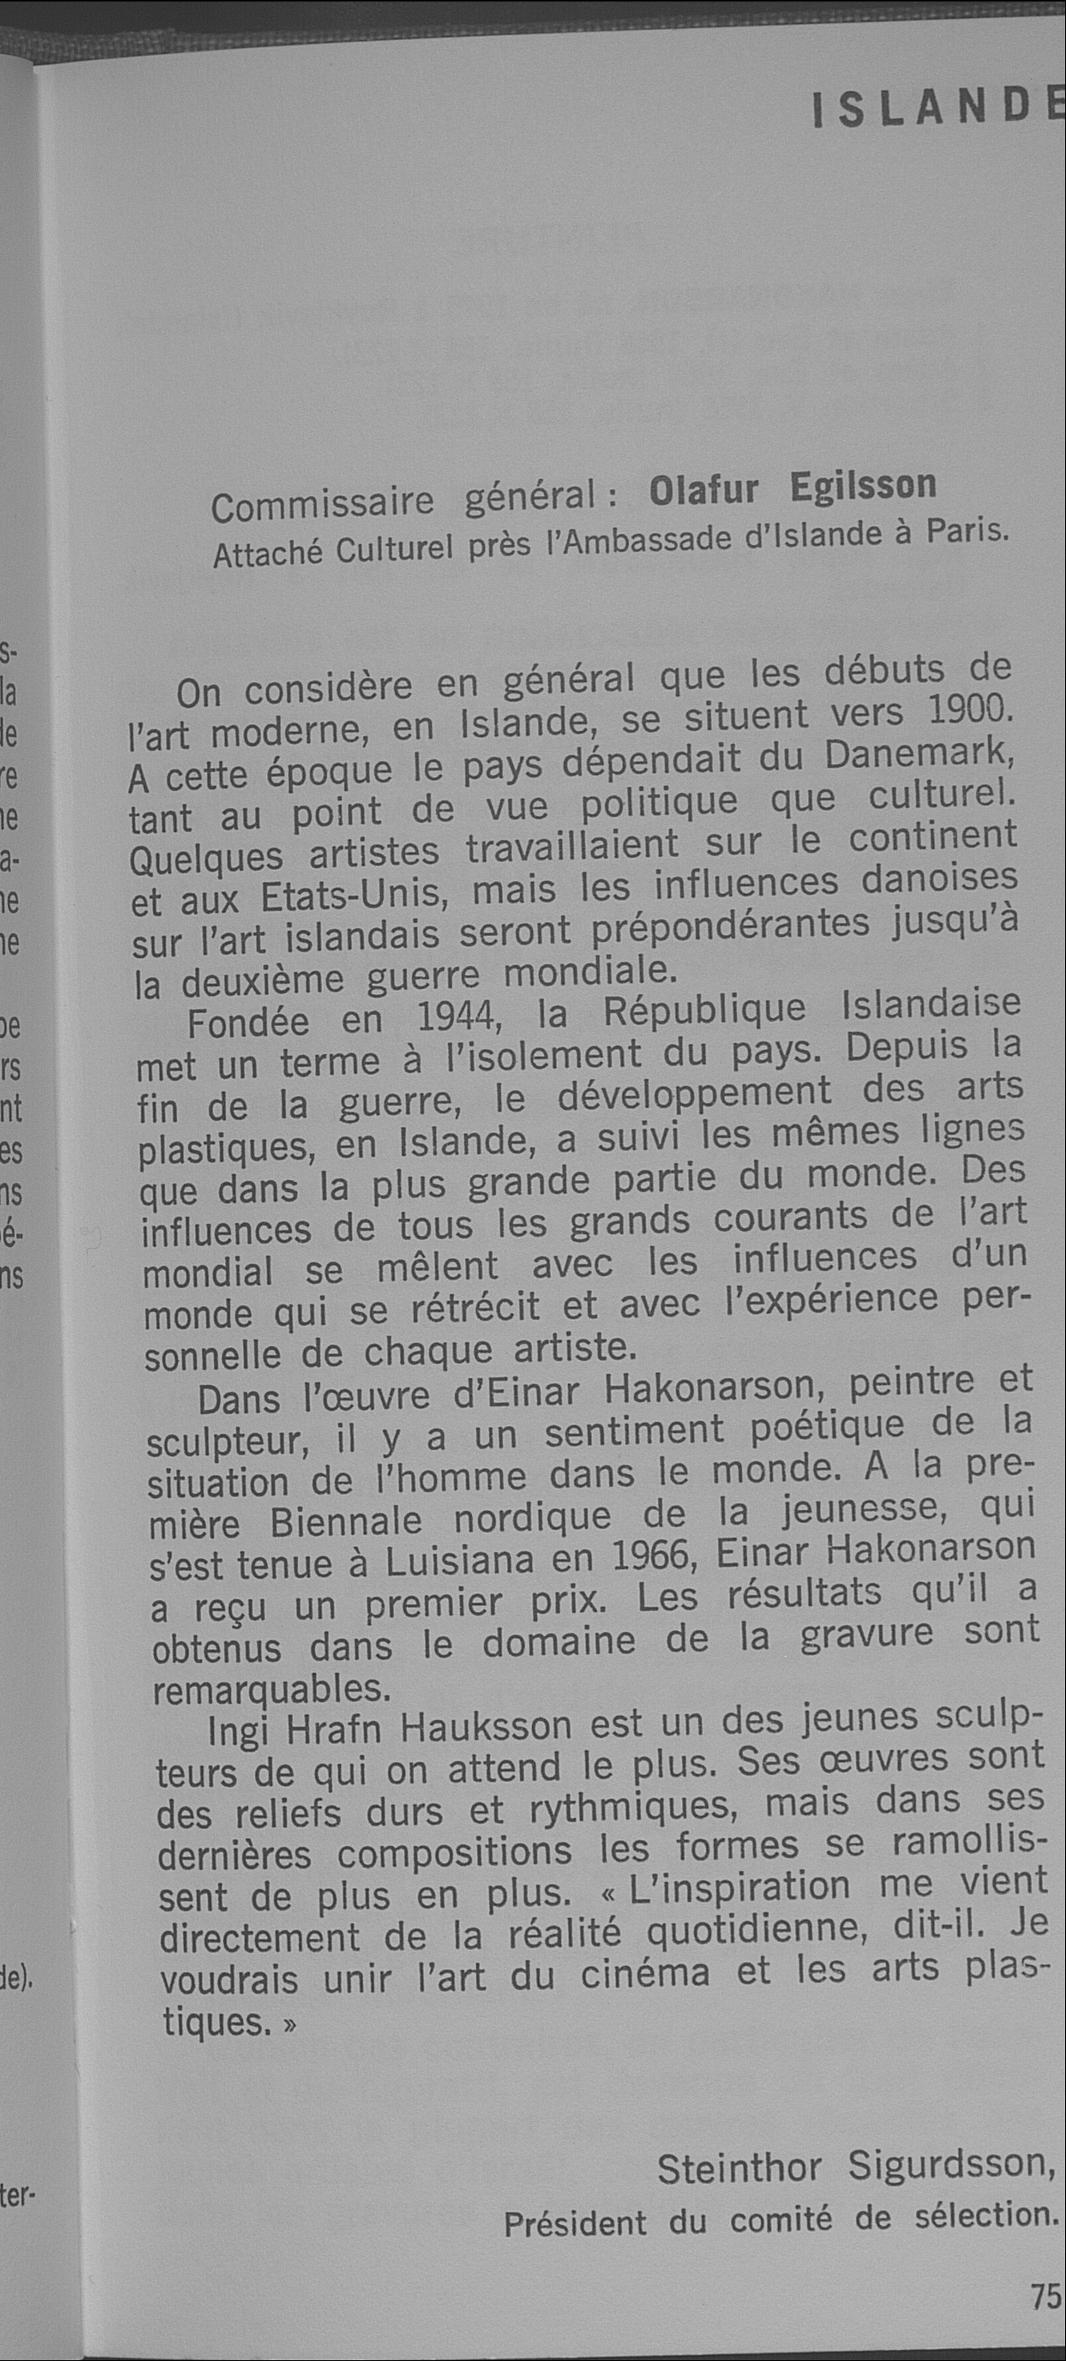 ISLANDE
Commissaire général : Olafur Egilsson
Attaché Culturel près l'Ambassade d'Islande à Paris.
On considère en général que les débuts de
l'art moderne, en Islande, se situent vers 1900.
A cette époque le pays dépendait du Danemark,
tant au point de vue politique que culturel.
Quelques artistes travaillaient sur le continent
et aux Etats-Unis, mais les influences danoises
sur l'art islandais seront prépondérantes jusqu'à
la deuxième guerre mondiale.
Fondée en 1944, la République Islandaise
met un terme à l'isolement du pays. Depuis la
fin de la guerre, le développement des arts
plastiques, en Islande, a suivi les mêmes lignes
que dans la plus grande partie du monde. Des
influences de tous les grands courants de l'art
mondial se mêlent avec les influences d'un
monde qui se rétrécit et avec l'expérience per-
sonnelle de chaque artiste.
Dans l'œuvre d'Einar Hakonarson, peintre et
sculpteur, il y a un sentiment poétique de la
situation de l'homme dans le monde. A la pre-
mière Biennale nordique de la jeunesse, qui
s'est tenue à Luisiana en 1966, Einar Hakonarson
a reçu un premier prix. Les résultats qu'il a
obtenus dans le domaine de la gravure sont
remarquables.
Ingi Hrafn Hauksson est un des jeunes sculp-
teurs de qui on attend le plus. Ses œuvres sont
des reliefs durs et rythmiques, mais dans ses
dernières compositions les formes se ramollis-
sent de plus en plus. « L'inspiration me vient
directement de la réalité quotidienne, dit-il. Je
voudrais unir l'art du cinéma et les arts plas-
tiques. »
Steinthor Sigurdsson,
Président du comité de sélection.
75